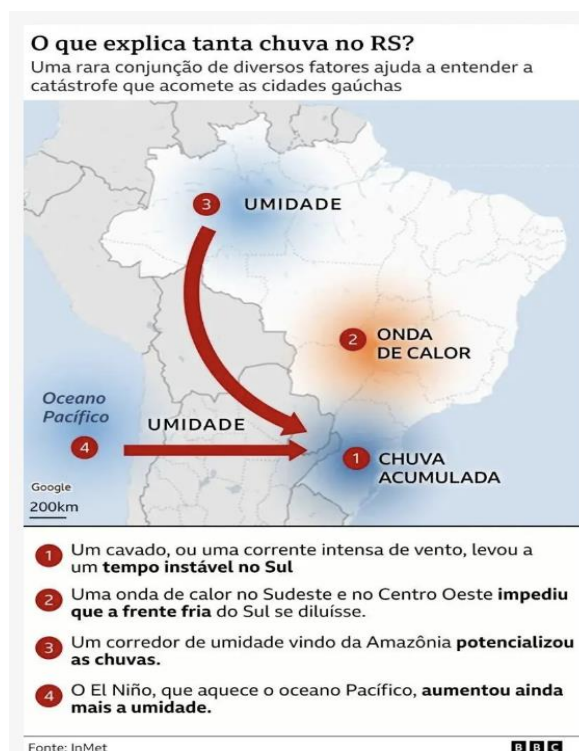 O que explica tanta chuva no RS?
Uma rara conjunção de diversos fatores ajuda a entender a
catástrofe que acomete as cidades gaúchas
3 UMIDADE
2 ONDA
DE CALOR
Oceano
Pacífico
UMIDADE
4
1 CHUVA
ACUMULADA
Google
200km
1 Um cavado, ou uma corrente intensa de vento, levou a
um tempo instável no Sul
2 Uma onda de calor no Sudeste e no Centro Oeste impediu
que a frente fria do Sul se diluísse.
3 Um corredor de umidade vindo da Amazônia potencializou
as chuvas.
4 O El Niño, que aquece o oceano Pacífico, aumentou ainda
mais a umidade.
Fonte: InMet
BBC